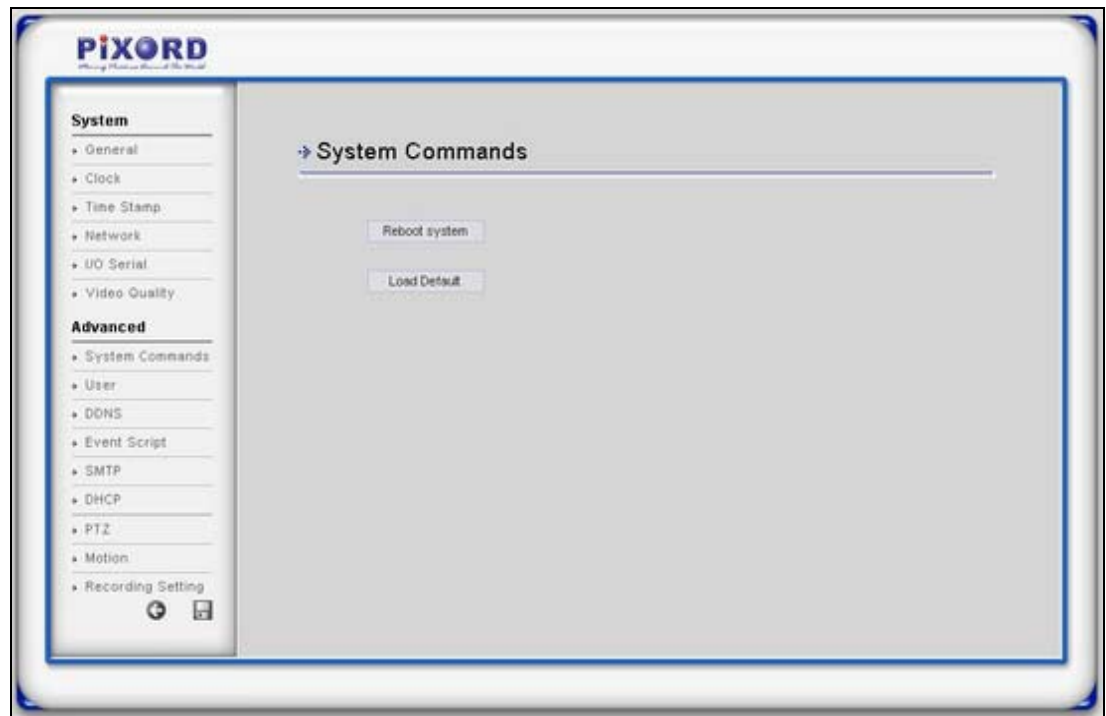 PiXORD
System
General
Clock
Time Stamp
Network
I/O Serial
Video Quality
Advanced
System Commands
User
DDNS
Event Script
SMTP
DHCP
PTZ
Motion
Recording Setting
System Commands
Reboot system
Load Default